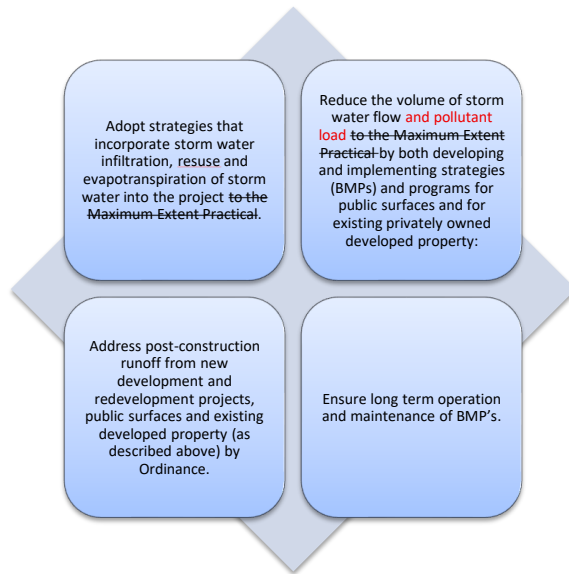 Adopt strategies that
incorporate storm water
infiltration, resuse and
evapotranspiration of storm
water into the project to the
Maximum Extent Practical.
Reduce the volume of storm
water flow and pollutant
load to the Maximum Extent
Practical by both developing
and implementing strategies
(BMPs) and programs for
public surfaces and for
existing privately owned
developed property:
Address post-construction
runoff from new
development and
redevelopment projects,
public surfaces and existing
developed property (as
described above) by
Ordinance.
Ensure long term operation
and maintenance of BMP's.